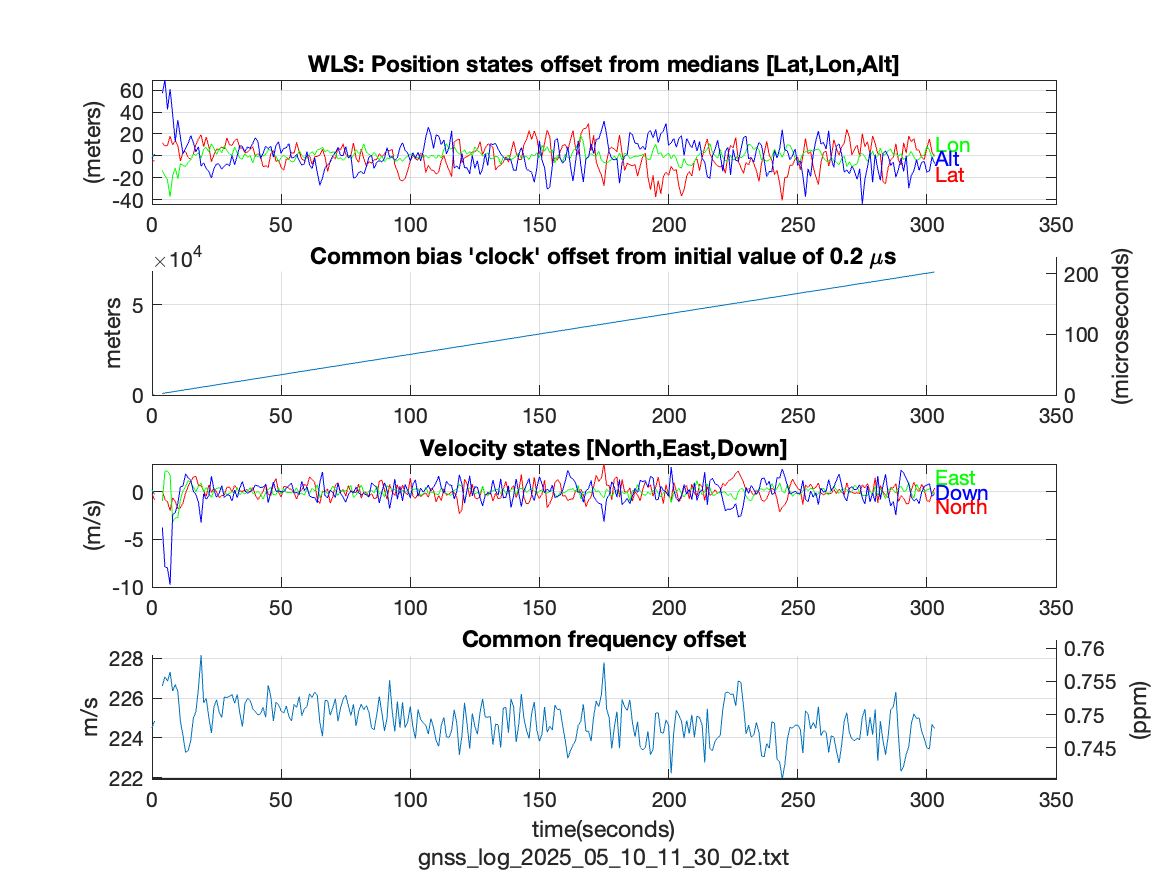 WLS: Position states offset from medians [Lat,Lon,Alt]
60
40
20
0
-20
-40
(meters)
Lon
Alt
Lat
0 50 100 150 200 250 300 350
×10⁴
Common bias 'clock' offset from initial value of 0.2 μs
5
0
meters
200
100
0
(microseconds)
0 50 100 150 200 250 300 350
Velocity states [North,East,Down]
0
-5
-10
(m/s)
East
Down
North
0 50 100 150 200 250 300 350
Common frequency offset
228
226
224
222
m/s
0.76
0.755
0.75
0.745
(ppm)
0 50 100 150 200 250 300 350
time(seconds)
gnss_log_2025_05_10_11_30_02.txt